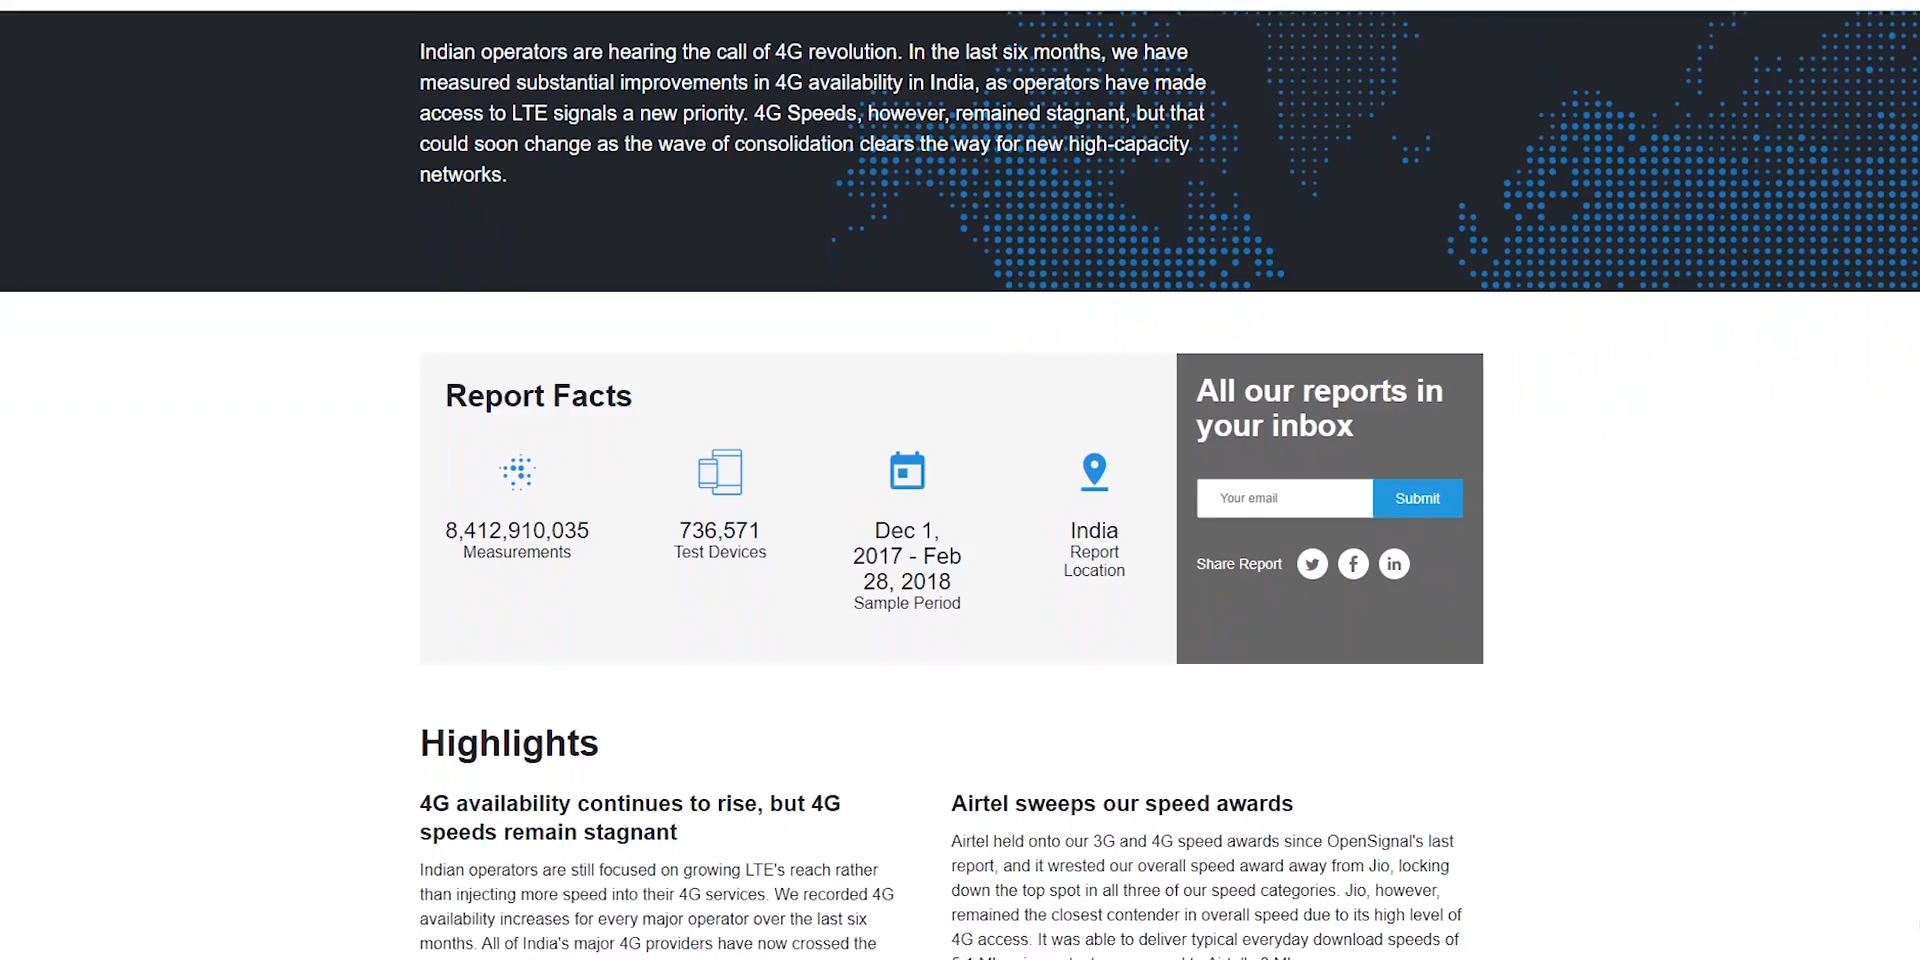 Indian operators are hearing the call of 4G revolution. In the last six months, we have
measured substantial improvements in 4G availability in India, as operators have made
access to LTE signals a new priority. 4G Speeds, however, remained stagnant, but that
could soon change as the wave of consolidation clears the way for new high-capacity
networks.
Report Facts
8,412,910,035
Measurements
736,571
Test Devices
Dec 1,
2017 - Feb
28, 2018
Sample Period
India
Report
Location
All our reports in
your inbox
Your email
Submit
Share Report
Highlights
4G availability continues to rise, but 4G
speeds remain stagnant
Indian operators are still focused on growing LTE's reach rather
than injecting more speed into their 4G services. We recorded 4G
availability increases for every major operator over the last six
months. All of India's major 4G providers have now crossed the
Airtel sweeps our speed awards
Airtel held onto our 3G and 4G speed awards since OpenSignal's last
report, and it wrested our overall speed award away from Jio, locking
down the top spot in all three of our speed categories. Jio, however,
remained the closest contender in overall speed due to its high level of
4G access. It was able to deliver typical everyday download speeds of